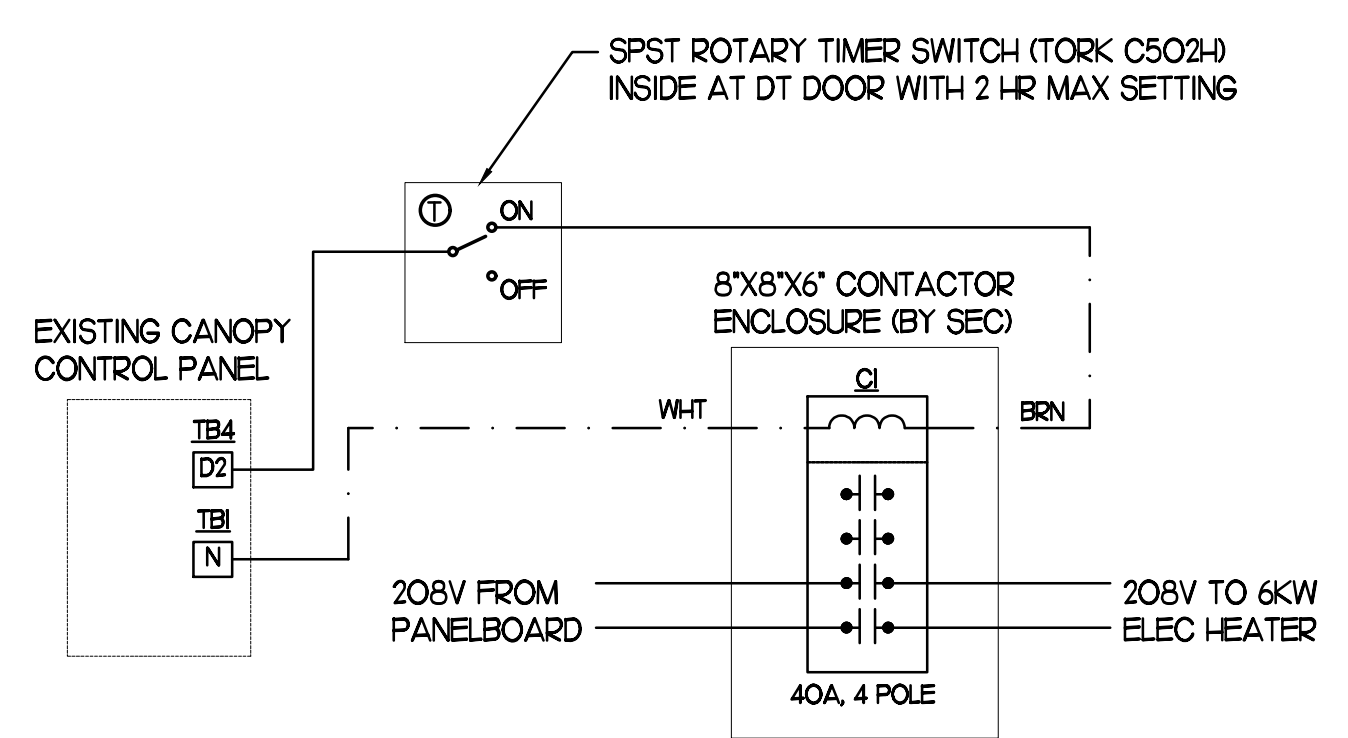 SPST ROTARY TIMER SWITCH (TORK C502H)
INSIDE AT DT DOOR WITH 2 HR MAX SETTING
T
ON
OFF
8"X8"X6" CONTACTOR
ENCLOSURE (BY SEC)
EXISTING CANOPY
CONTROL PANEL
C1
WHT
BRN
TB4
D2
TB1
N
208V FROM
PANELBOARD
208V TO 6KW
ELEC HEATER
40A, 4 POLE